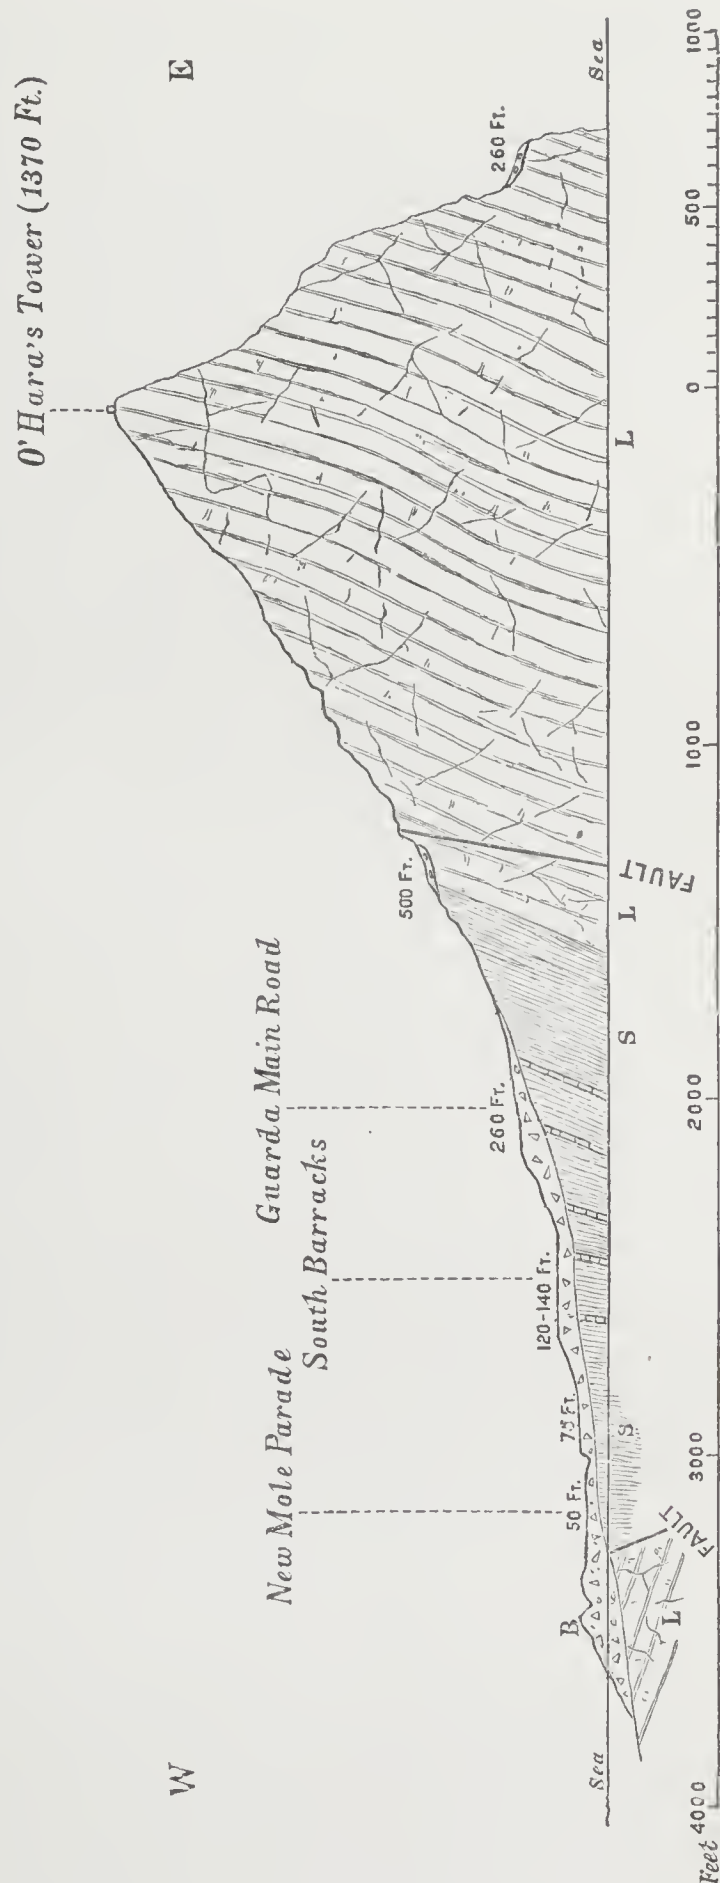 O'Hara's Tower (1370 Ft.)
W
E
New Mole Parade
South Barracks
Guarda Main Road
B
50 Ft.
75 Ft.
120-140 Ft.
260 Ft.
500 Ft.
260 Ft.
Sea
Sea
L
FAULT
S
S
L
FAULT
L
Feet 4000
3000
2000
1000
0
500
1000